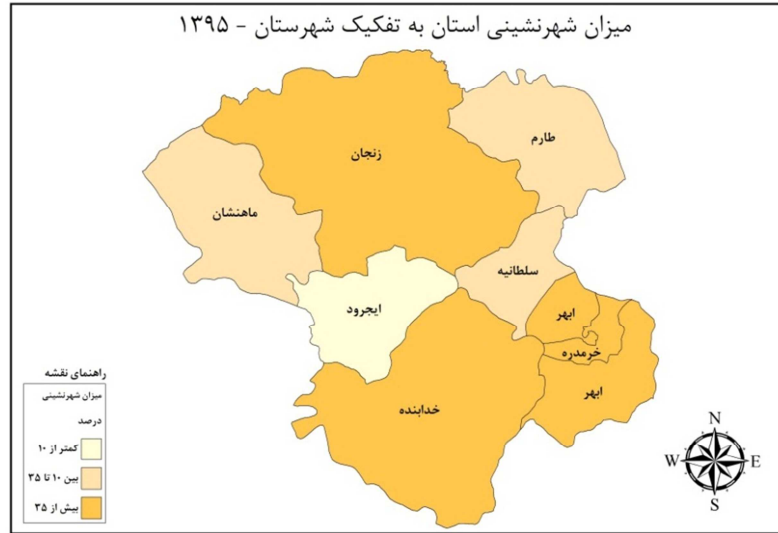 میزان شهرنشینی استان به تفکیک شهرستان - ۱۳۹۵
طارم
زنجان
ماهنشان
سلطانیه
ایجرود
ابهر
خرمدره
ابهر
خدابنده
راهنمای نقشه
میزان شهرنشینی
درصد
کمتر از ۱۰
بین ۱۰ تا ۳۵
بیش از ۳۵
N
W E
S